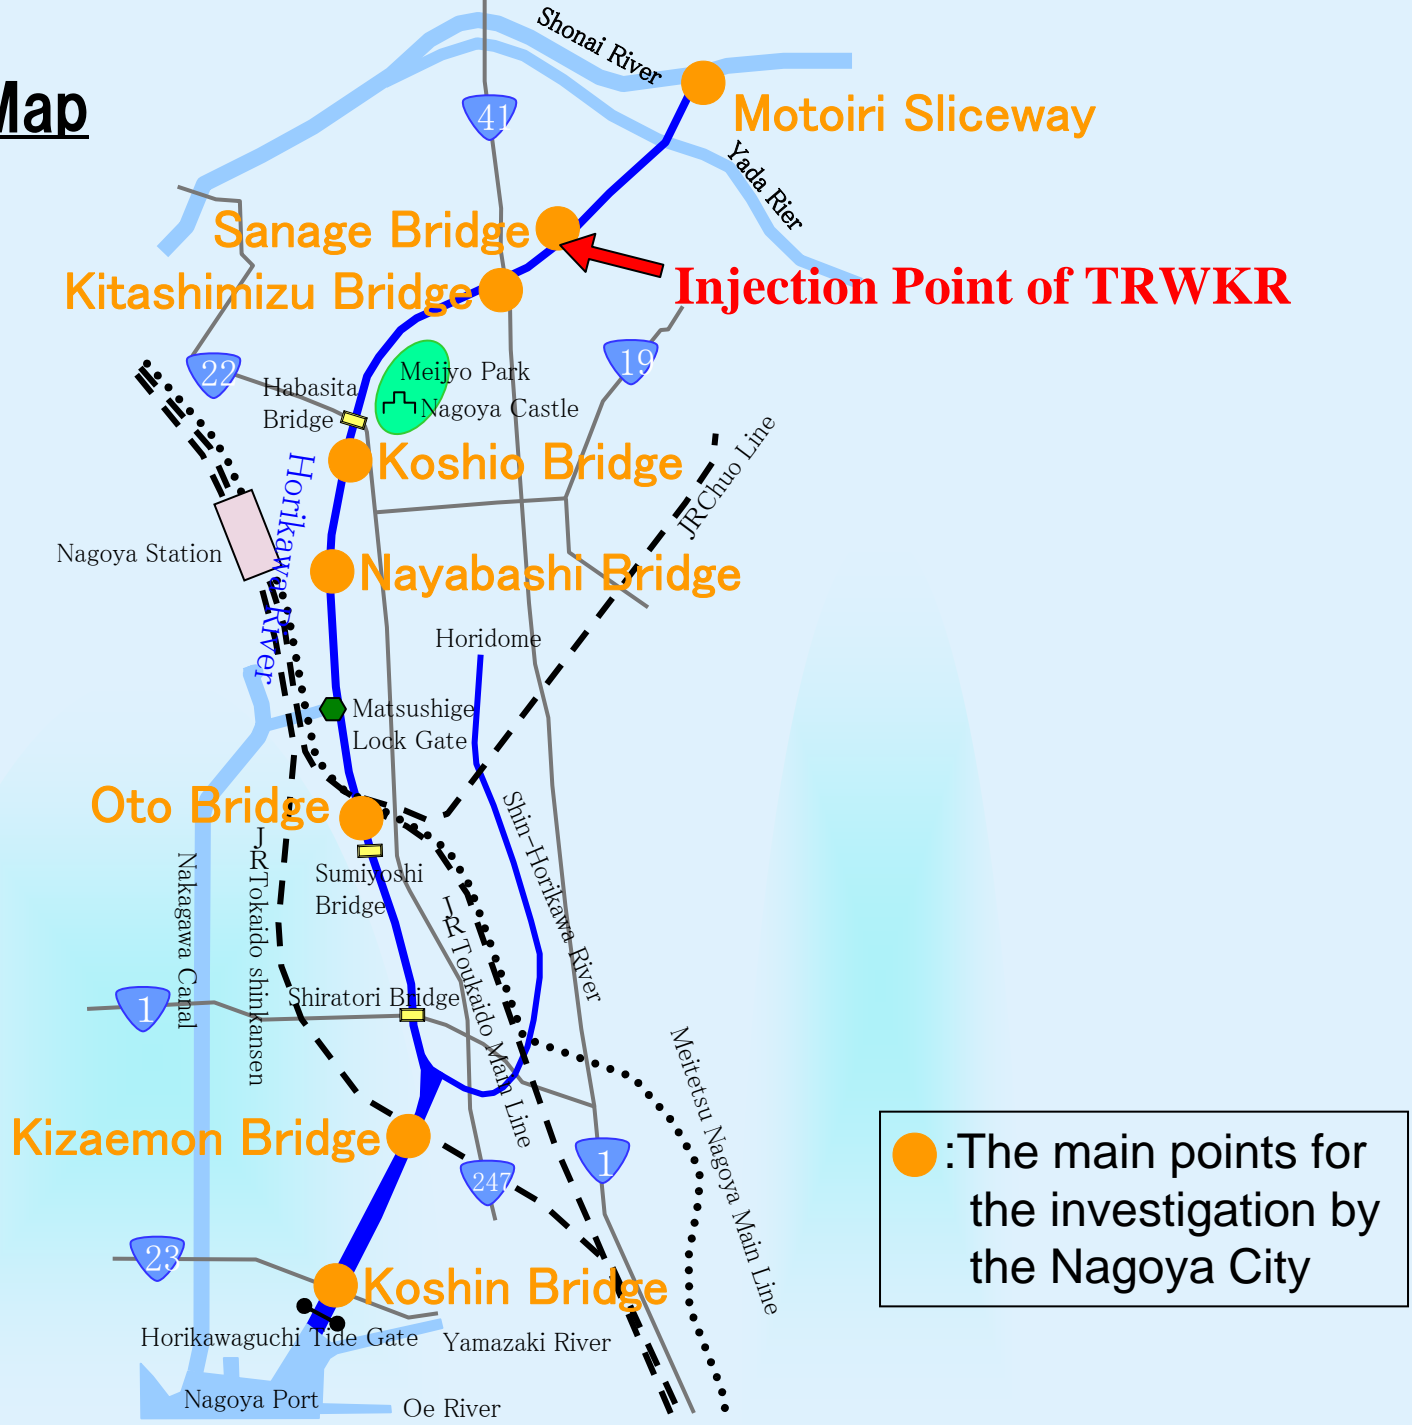 Map
Shonai River
41
Motoiri Sliceway
Yada Rier
Sanage Bridge
Injection Point of TRWKR
Kitashimizu Bridge
22
19
Meijyo Park
Habasita
Bridge
Nagoya Castle
Koshio Bridge
JRChuo Line
Horikawa River
Nagoya Station
Nayabashi Bridge
Horidome
Matsushige
Lock Gate
Oto Bridge
Shin-Horikawa River
Nakagawa Canal
JRTokaido shinkansen
Sumiyoshi
Bridge
JRToukaido Main Line
Shiratori Bridge
1
Meitetsu Nagoya Main Line
Kizaemon Bridge
247
1
:The main points for
the investigation by
the Nagoya City
23
Koshin Bridge
Horikawaguchi Tide Gate
Yamazaki River
Nagoya Port
Oe River